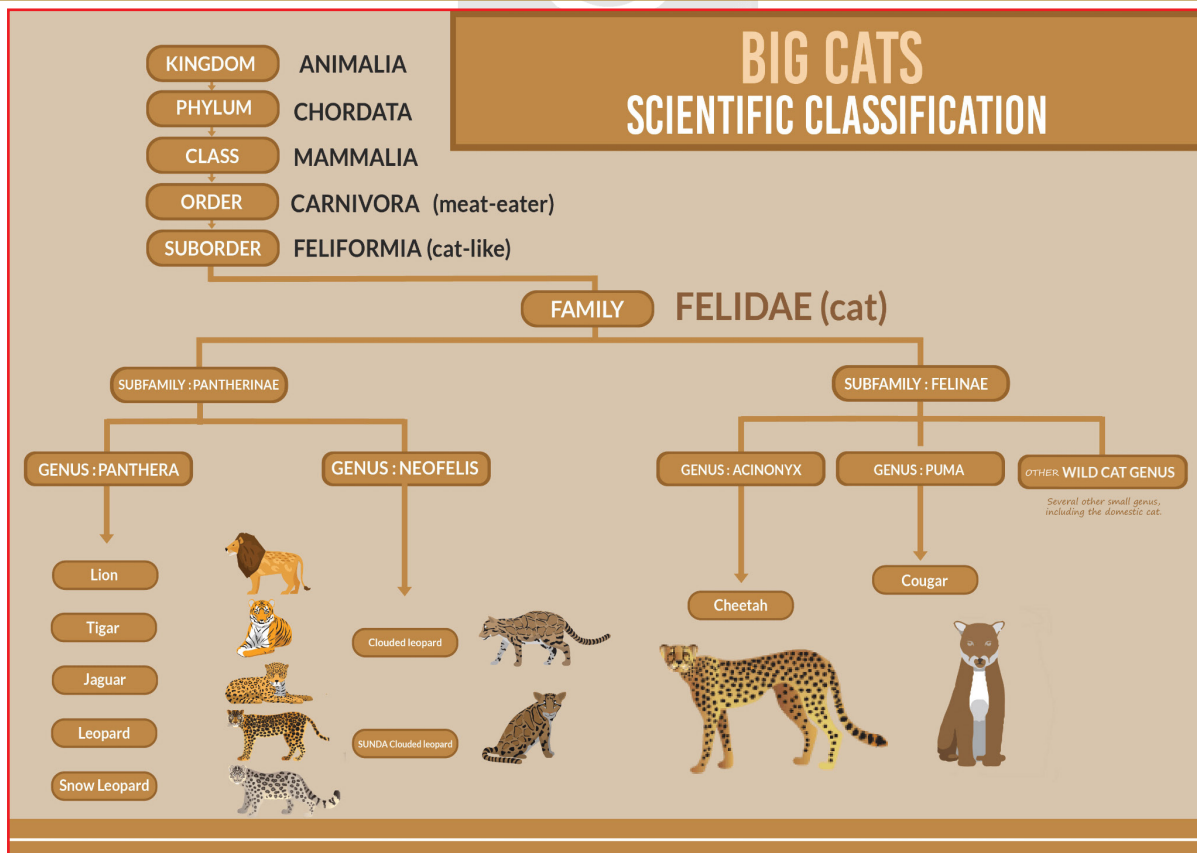 BIG CATS
SCIENTIFIC CLASSIFICATION
KINGDOM ANIMALIA
PHYLUM CHORDATA
CLASS MAMMALIA
ORDER CARNIVORA (meat-eater)
SUBORDER FELIFORMIA (cat-like)
FAMILY FELIDAE (cat)
SUBFAMILY : PANTHERINAE
SUBFAMILY : FELINAE
GENUS : PANTHERA
GENUS : NEOFELIS
GENUS : ACINONYX
GENUS : PUMA
OTHER WILD CAT GENUS
Several other small genus,
including the domestic cat.
Lion
Tigar
Jaguar
Leopard
Snow Leopard
Clouded leopard
SUNDA Clouded leopard
Cheetah
Cougar